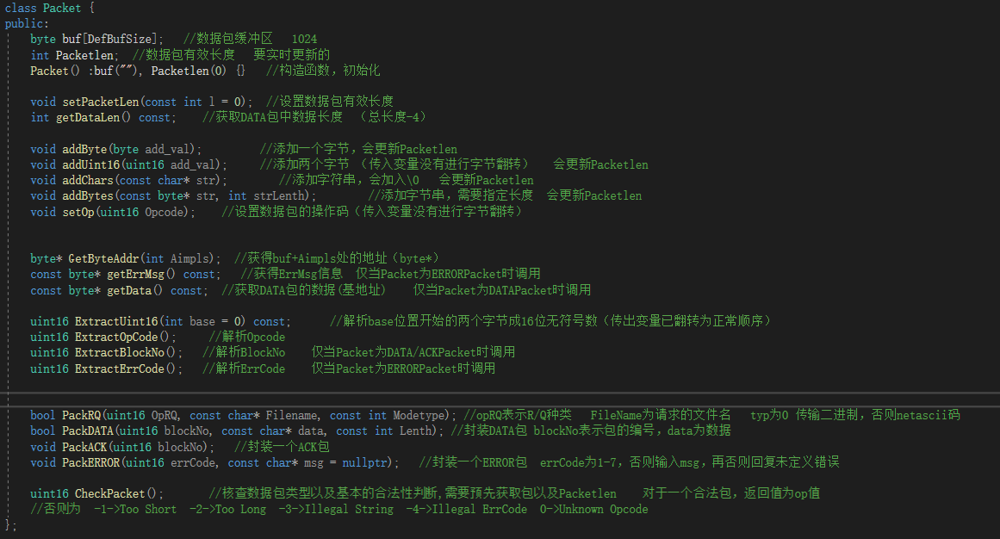 class Packet {
public:
byte buf[DefBufSize];   //数据包缓冲区   1024
int Packetlen;  //数据包有效长度   要实时更新的
Packet() :buf(""), Packetlen(0) {}   //构造函数，初始化
void setPacketLen(const int l = 0);  //设置数据包有效长度
int getDataLen() const;    //获取DATA包中数据长度 （总长度-4）
void addByte(byte add_val);         //添加一个字节，会更新Packetlen
void addUint16(uint16 add_val);     //添加两个字节 （传入变量没有进行字节翻转）   会更新Packetlen
void addChars(const char* str);        //添加字符串，会加入\0   会更新Packetlen
void addBytes(const byte* str, int strLenth);        //添加字节串，需要指定长度  会更新Packetlen
void setOp(uint16 Opcode);    //设置数据包的操作码（传入变量没有进行字节翻转）
byte* GetByteAddr(int Aimpls);  //获得buf+Aimpls处的地址（byte*）
const byte* getErrMsg() const;   //获得ErrMsg信息  仅当Packet为ERRORPacket时调用
const byte* getData() const;  //获取DATA包的数据(基地址)    仅当Packet为DATAPacket时调用
uint16 ExtractUint16(int base = 0) const;      //解析base位置开始的两个字节成16位无符号数（传出变量已翻转为正常顺序）
uint16 ExtractOpCode();     //解析Opcode
uint16 ExtractBlockNo();   //解析BlockNo    仅当Packet为DATA/ACKPacket时调用
uint16 ExtractErrCode();   //解析ErrCode    仅当Packet为ERRORPacket时调用
bool PackRQ(uint16 OpRQ, const char* Filename, const int Modetype); //opRQ表示R/Q种类   FileName为请求的文件名   typ为0 传输二进制，否则netascii码
bool PackDATA(uint16 blockNo, const char* data, const int Lenth); //封装DATA包 blockNo表示包的编号，data为数据
void PackACK(uint16 blockNo);   //封装一个ACK包
void PackERROR(uint16 errCode, const char* msg = nullptr);   //封装一个ERROR包  errCode为1-7，否则输入msg，再否则回复未定义错误
uint16 CheckPacket();       //核查数据包类型以及基本的合法性判断,需要预先获取包以及Packetlen    对于一个合法包，返回值为op值
//否则为  -1->Too Short  -2->Too Long  -3->Illegal String  -4->Illegal ErrCode  0->Unknown Opcode
};